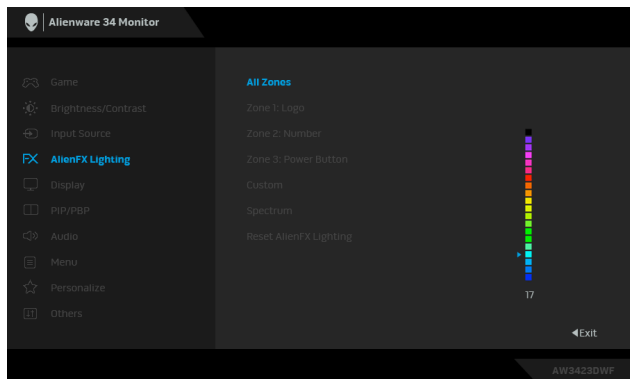 Alienware 34 Monitor
Game
Brightness/Contrast
Input Source
FX AlienFX Lighting
Display
PIP/PBP
Audio
Menu
Personalize
Others
All Zones
Zone 1: Logo
Zone 2: Number
Zone 3: Power Button
Custom
Spectrum
Reset AlienFX Lighting
17
Exit
AW3423DWF